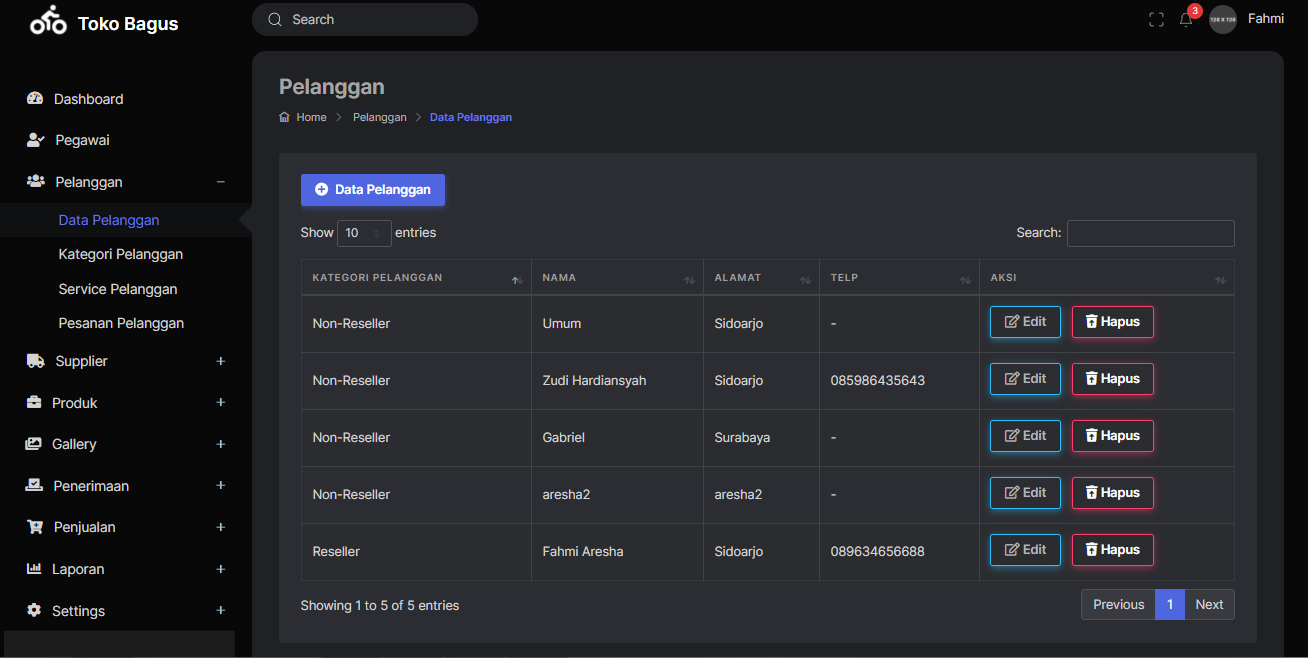 Toko Bagus
Search
3
128 X 128
Fahmi
Dashboard
Pegawai
Pelanggan
Data Pelanggan
Kategori Pelanggan
Service Pelanggan
Pesanan Pelanggan
Supplier
Produk
Gallery
Penerimaan
Penjualan
Laporan
Settings
Pelanggan
Home > Pelanggan > Data Pelanggan
Data Pelanggan
Show 10 entries
Search:
KATEGORI PELANGGAN NAMA ALAMAT TELP AKSI
Non-Reseller Umum Sidoarjo - Edit Hapus
Non-Reseller Zudi Hardiansyah Sidoarjo 085986435643 Edit Hapus
Non-Reseller Gabriel Surabaya - Edit Hapus
Non-Reseller aresha2 aresha2 - Edit Hapus
Reseller Fahmi Aresha Sidoarjo 089634656688 Edit Hapus
Showing 1 to 5 of 5 entries
Previous 1 Next